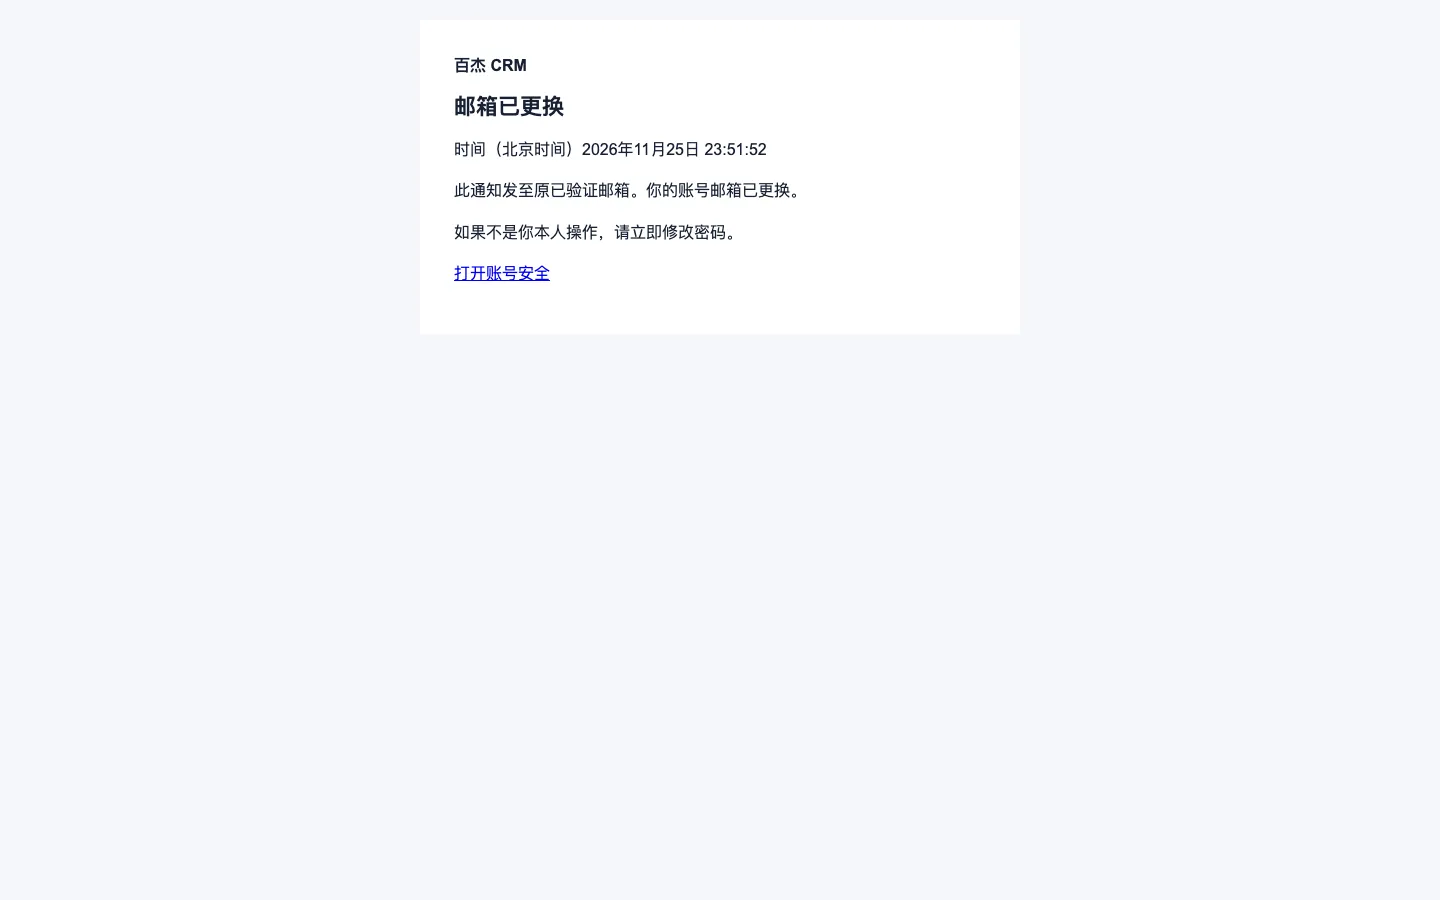 百杰 CRM
邮箱已更换
时间（北京时间）2026年11月25日 23:51:52
此通知发至原已验证邮箱。你的账号邮箱已更换。
如果不是你本人操作，请立即修改密码。
打开账号安全